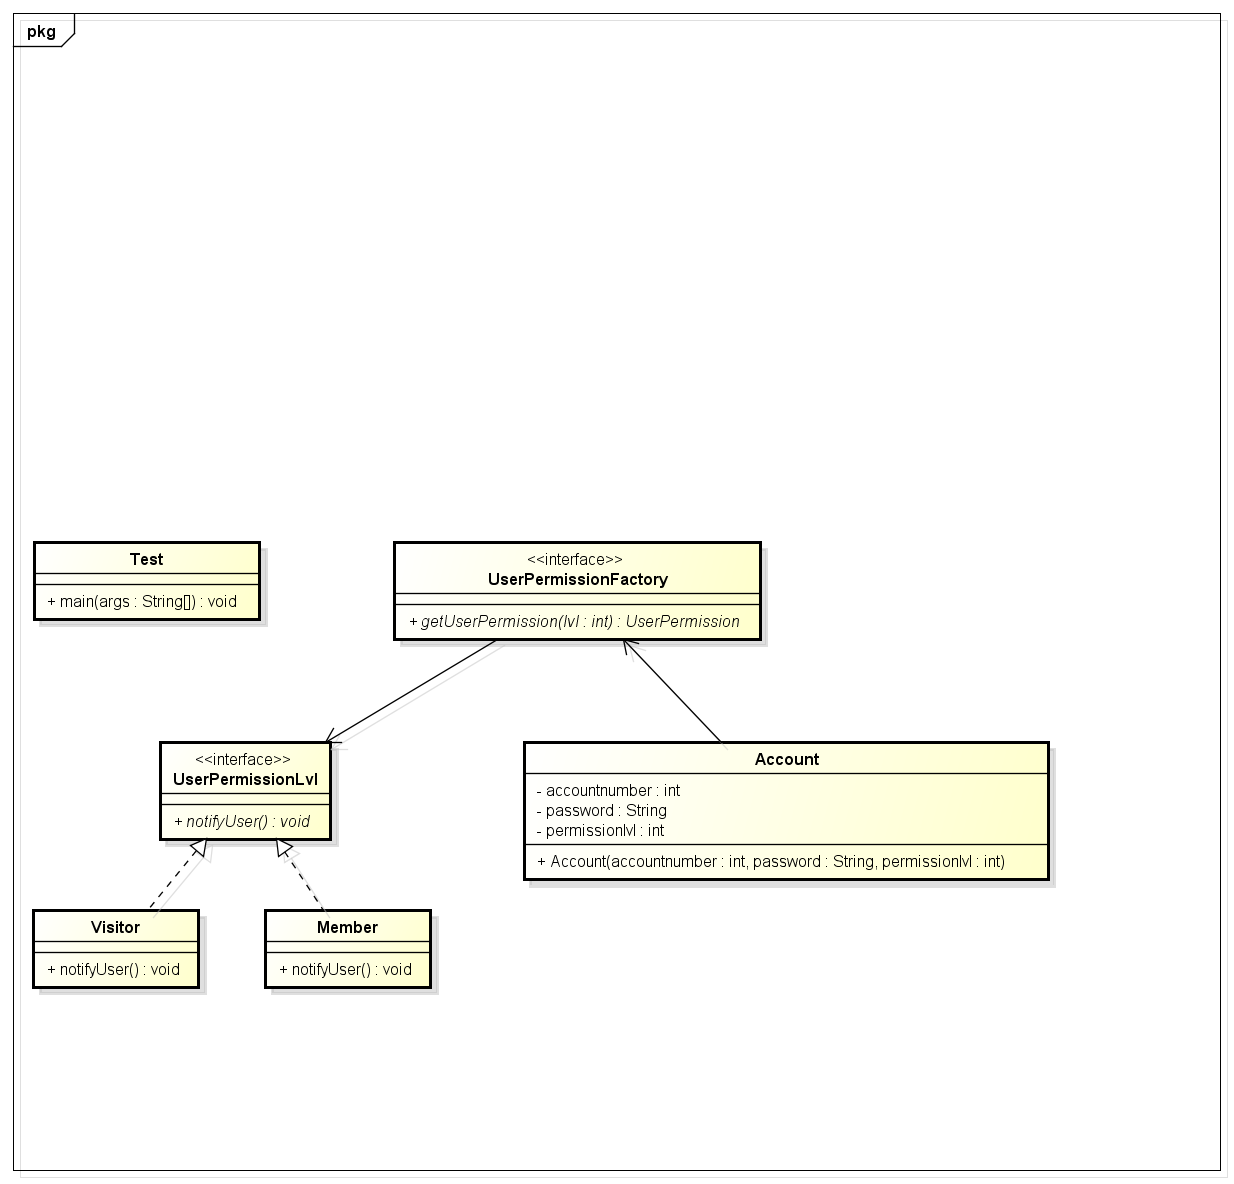 pkg
Test
+ main(args : String[]) : void
<<interface>>
UserPermissionFactory
+ getUserPermission(lvl : int) : UserPermission
<<interface>>
UserPermissionLvl
+ notifyUser() : void
Account
- accountnumber : int
- password : String
- permissionlvl : int
+ Account(accountnumber : int, password : String, permissionlvl : int)
Visitor
+ notifyUser() : void
Member
+ notifyUser() : void